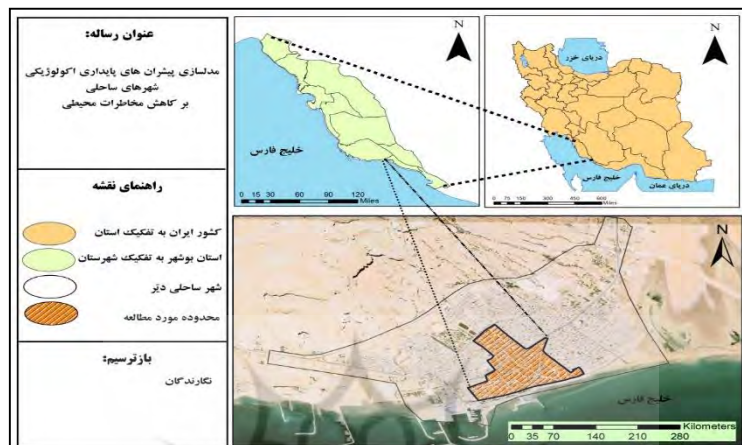 عنوان رساله:
مدلسازی پیشران های پایداری اکولوژیکی
شهرهای ساحلی
بر کاهش مخاطرات محیطی
راهنمای نقشه
کشور ایران به تفکیک استان
استان بوشهر به تفکیک شهرستان
شهر ساحلی دیّر
محدوده مورد مطالعه
بازترسیم:
نگارندگان
N
خلیج فارس
0 15 30 60 90 120
Miles
N
دریای خزر
خلیج فارس
دریای عمان
0 75 150 300 450 600
Miles
N
خلیج فارس
Kilometers
0 35 70 140 210 280